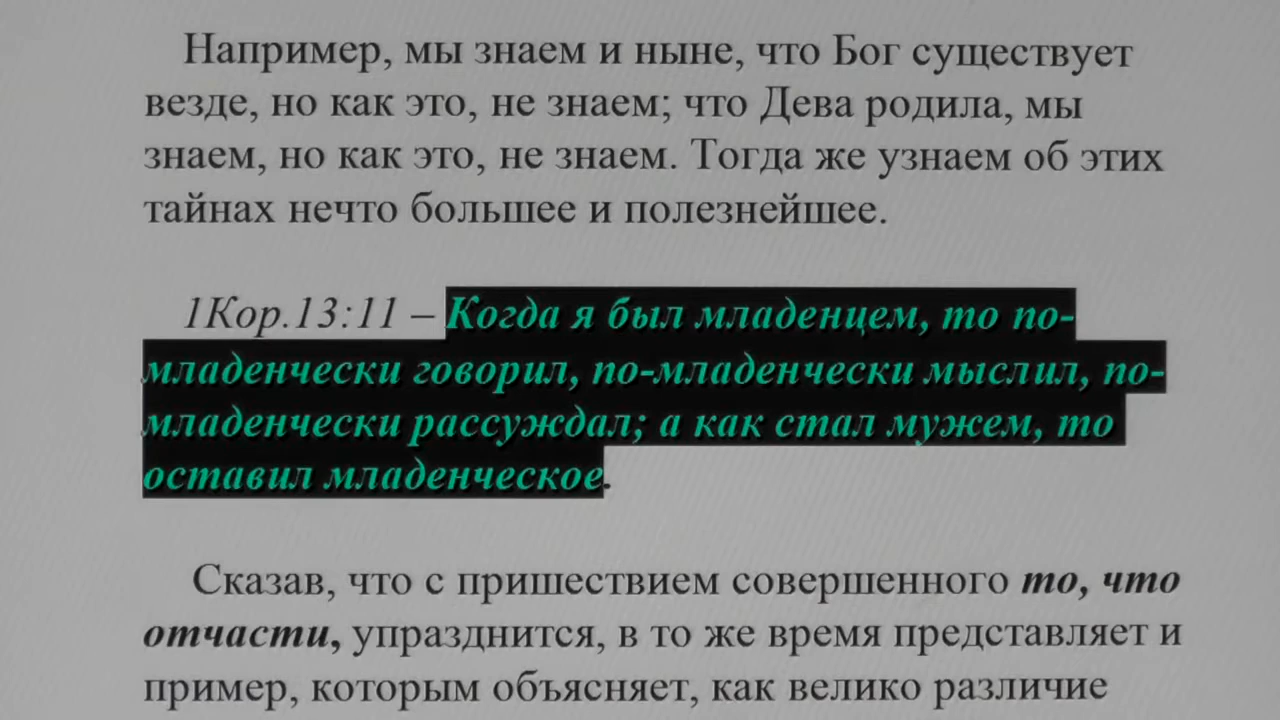 Например, мы знаем и ныне, что Бог существует
везде, но как это, не знаем; что Дева родила, мы
знаем, но как это, не знаем. Тогда же узнаем об этих
тайнах нечто большее и полезнейшее.
1Кор.13:11 – Когда я был младенцем, то по-
младенчески говорил, по-младенчески мыслил, по-
младенчески рассуждал; а как стал мужем, то
оставил младенческое.
Сказав, что с пришествием совершенного то, что
отчасти, упразднится, в то же время представляет и
пример, которым объясняет, как велико различие